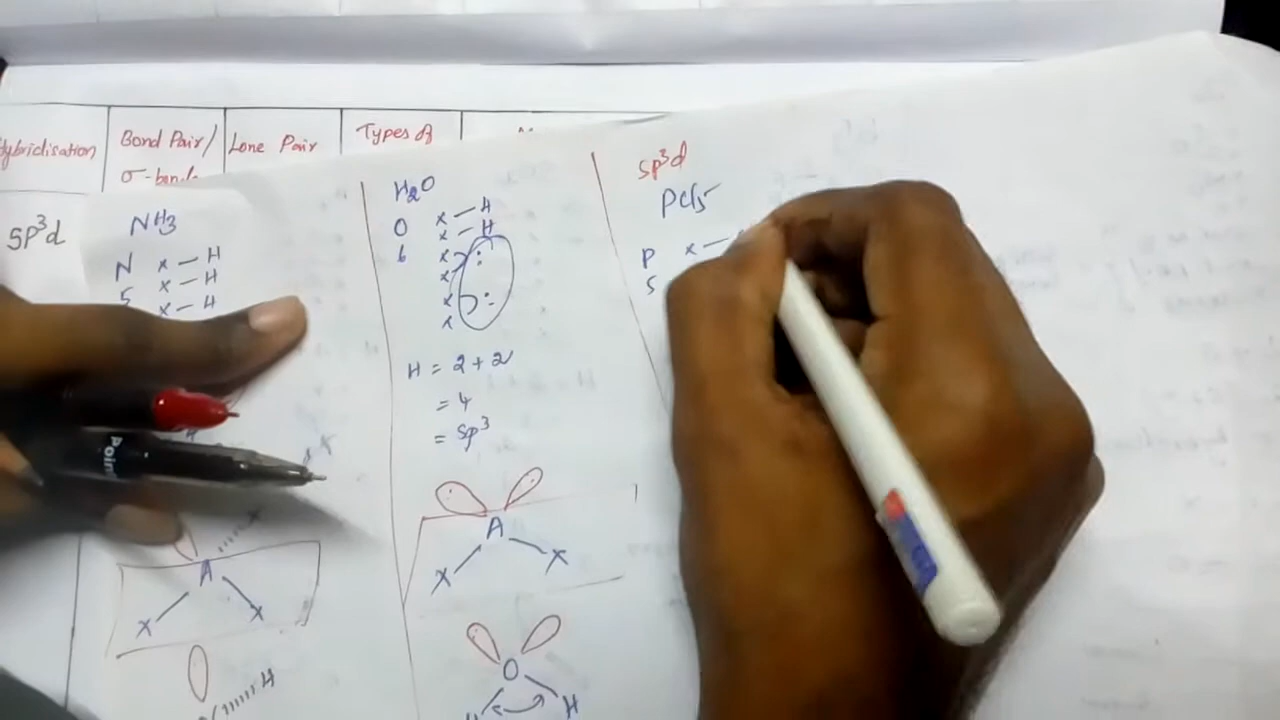 Hybridisation
Bond Pair/
σ-bond
Lone Pair
Types of
SP³d
NH3
N x — H
5 x — H
x — H
A
X X
H
H2O
O x — H
6 x — H
x
x
x
x
H = 2 + 2
= 4
= SP³
A
X X
O
H H
SP³d
PCl5
P x —
5
Point